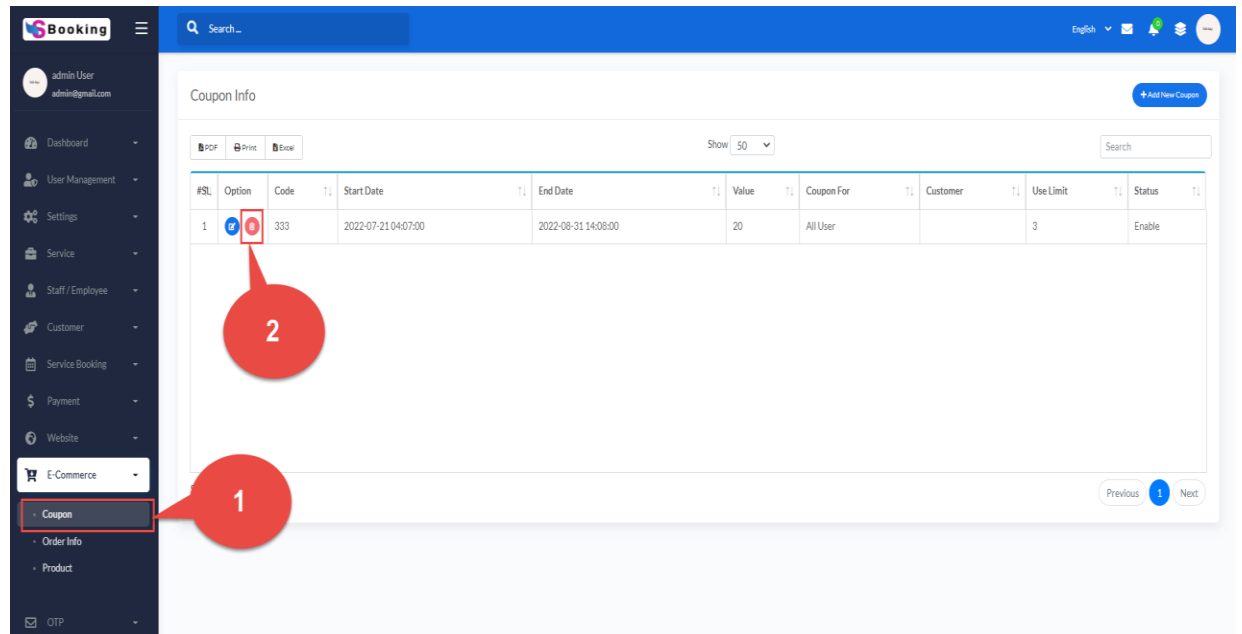 SBooking
Search...
English
admin User
admin@gmail.com
Coupon Info
+ Add New Coupon
Dashboard
User Management
Settings
Service
Staff / Employee
Customer
Service Booking
Payment
Website
E-Commerce
Coupon
Order Info
Product
OTP
PDF Print Excel
Show 50
Search
#SL Option Code Start Date End Date Value Coupon For Customer Use Limit Status
1 333 2022-07-21 04:07:00 2022-08-31 14:08:00 20 All User 3 Enable
2
1
Previous 1 Next